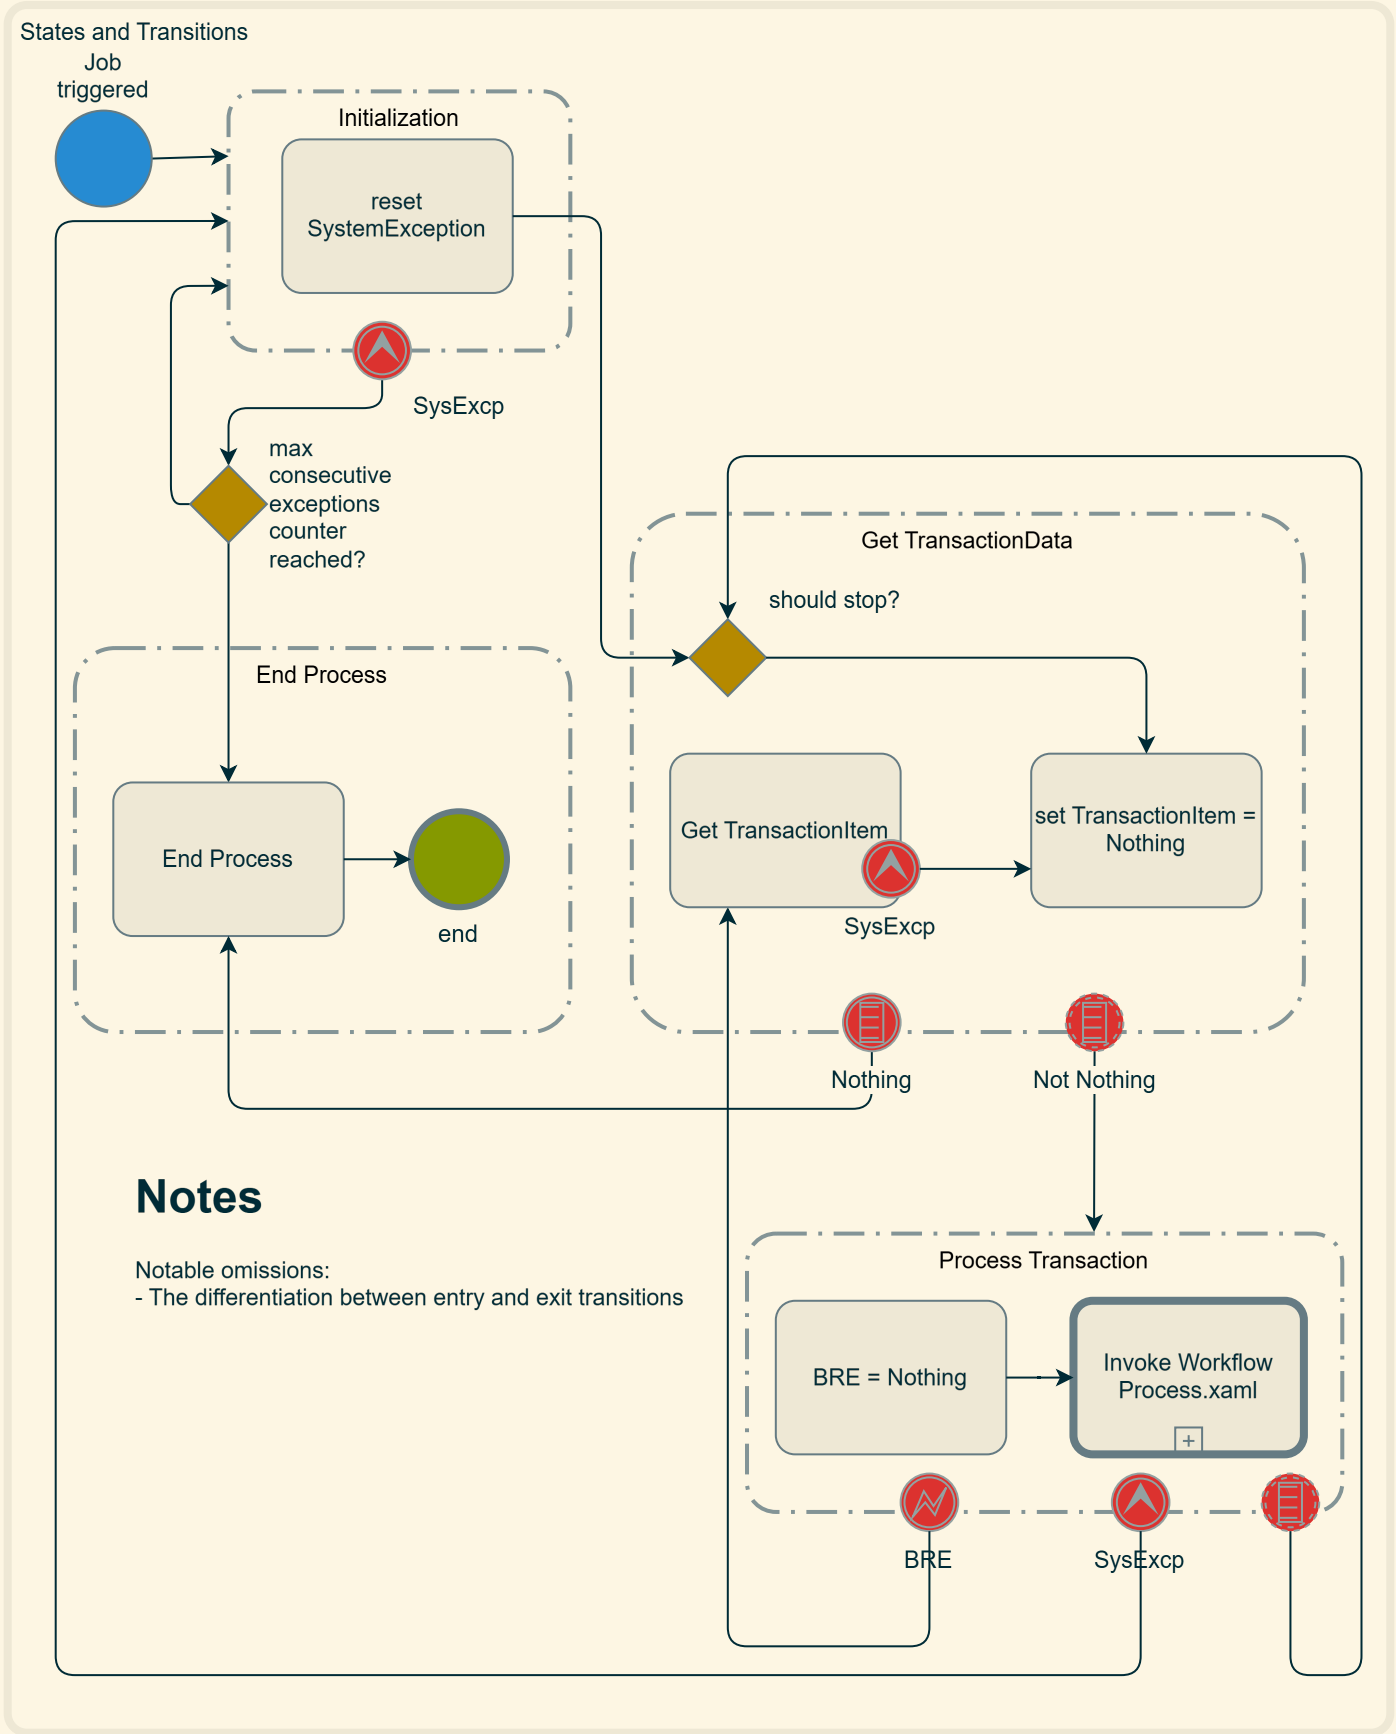 States and Transitions
Job
triggered
Initialization
reset
SystemException
SysExcp
max
consecutive
exceptions
counter
reached?
Get TransactionData
should stop?
End Process
Get TransactionItem
set TransactionItem =
Nothing
End Process
SysExcp
end
Nothing
Not Nothing
Notes
Notable omissions:
- The differentiation between entry and exit transitions
Process Transaction
BRE = Nothing
Invoke Workflow
Process.xaml
BRE
SysExcp